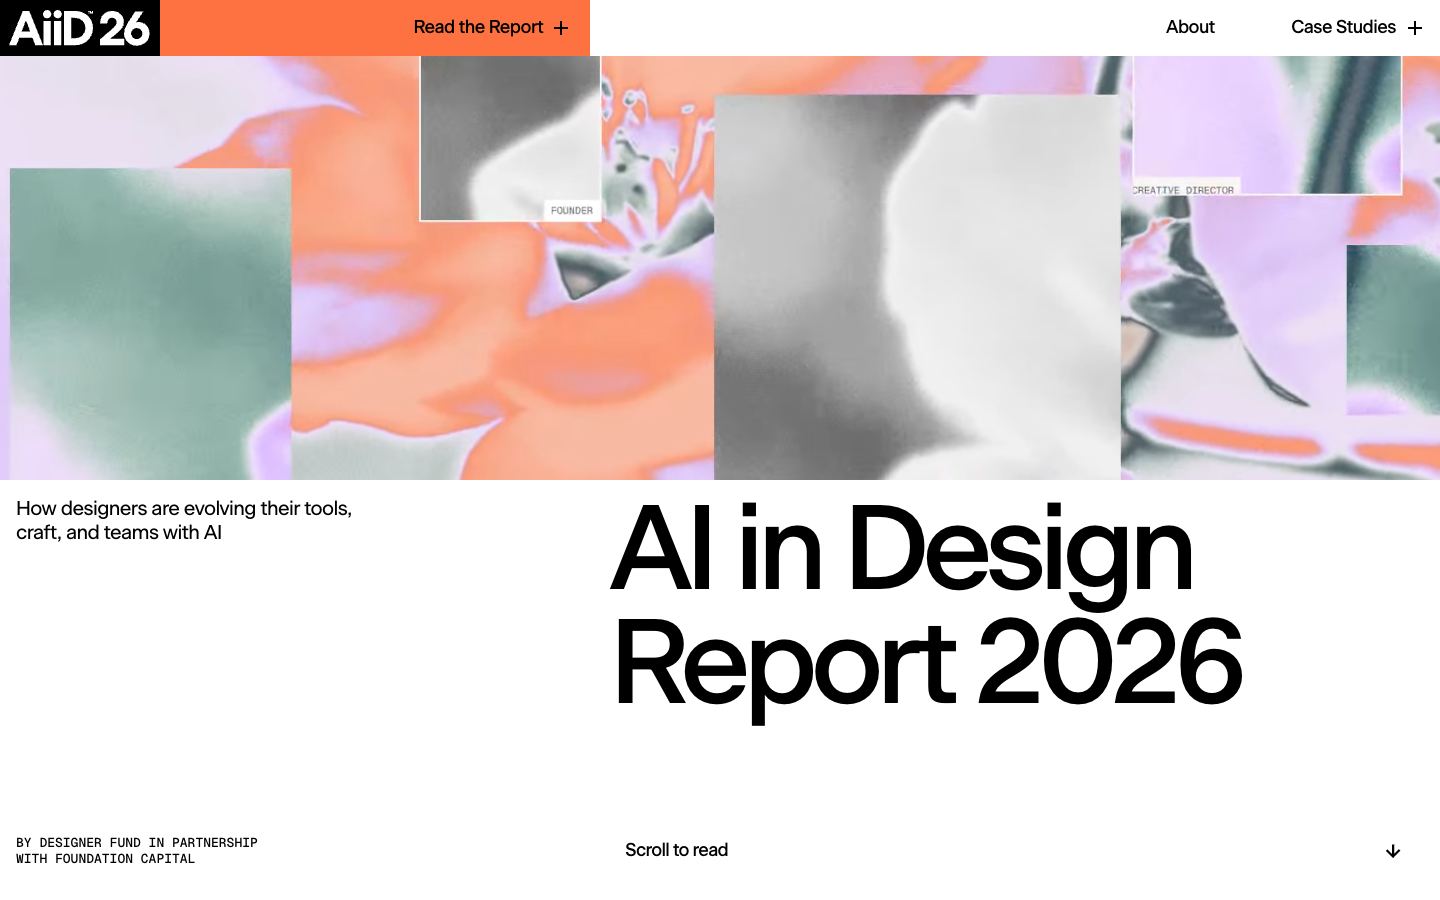 AiiD™ 26
Read the Report +
About
Case Studies +
FOUNDER
CREATIVE DIRECTOR
How designers are evolving their tools,
craft, and teams with AI
AI in Design
Report 2026
BY DESIGNER FUND IN PARTNERSHIP
WITH FOUNDATION CAPITAL
Scroll to read